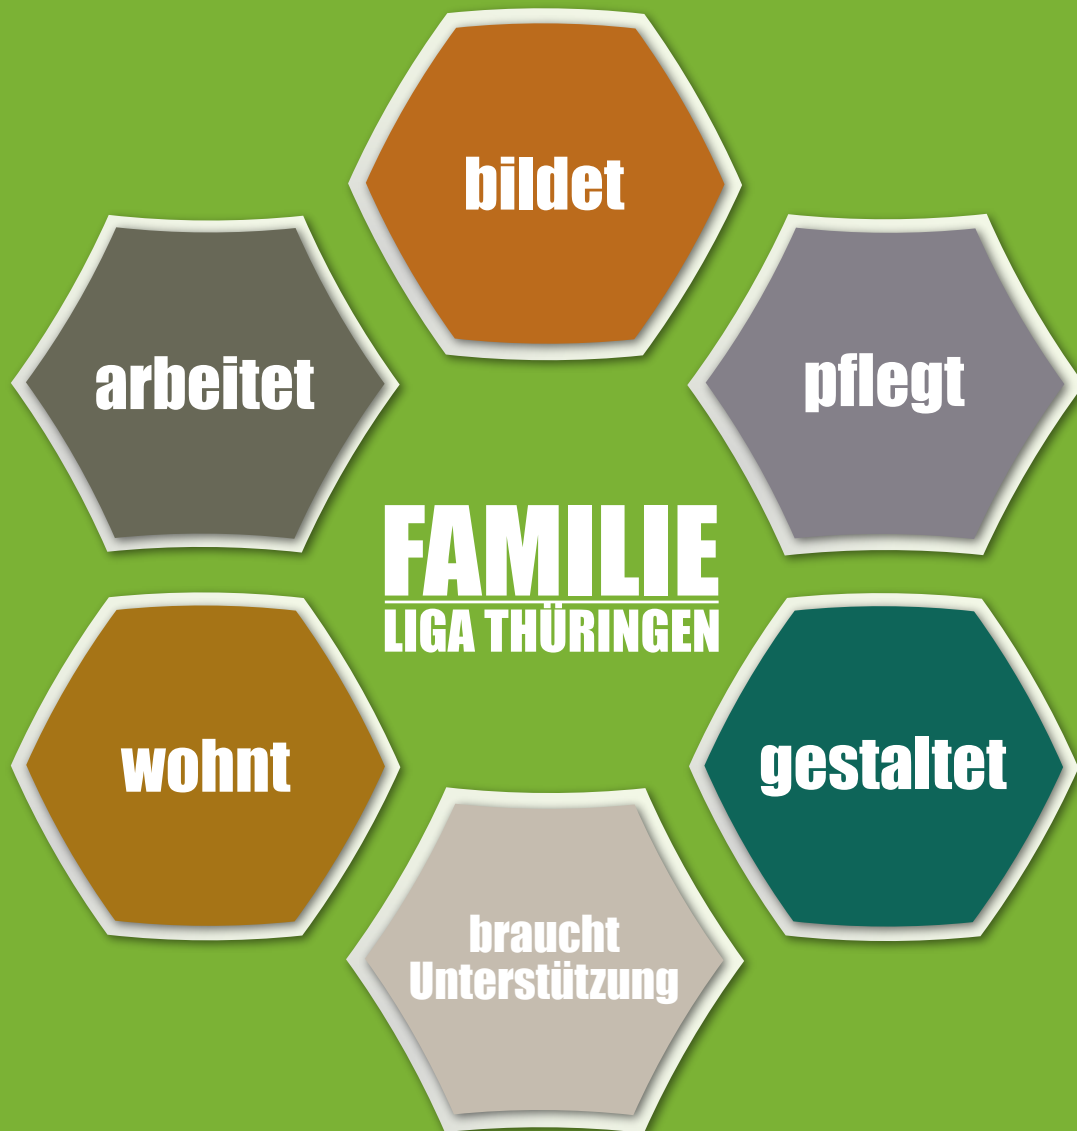 bildet
arbeitet
pflegt
FAMILIE
LIGA THÜRINGEN
wohnt
gestaltet
braucht
Unterstützung